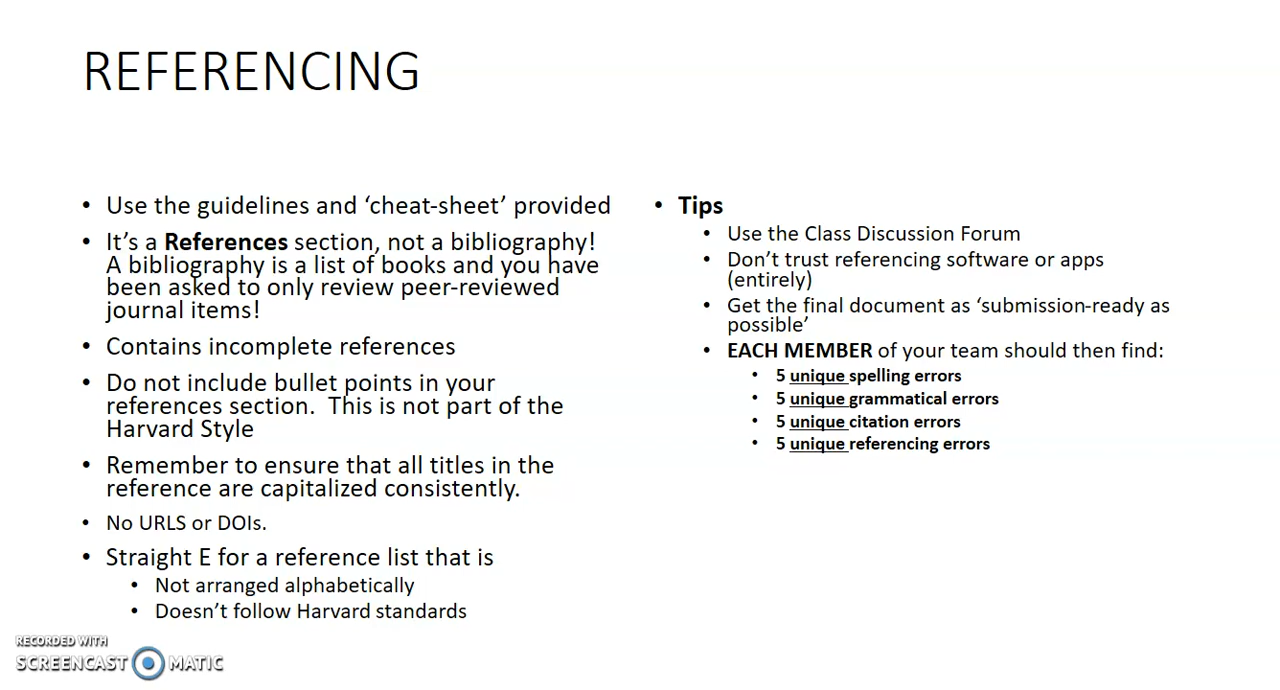 REFERENCING
• Use the guidelines and ‘cheat-sheet’ provided
• It’s a References section, not a bibliography!
A bibliography is a list of books and you have
been asked to only review peer-reviewed
journal items!
• Contains incomplete references
• Do not include bullet points in your
references section.  This is not part of the
Harvard Style
• Remember to ensure that all titles in the
reference are capitalized consistently.
• No URLS or DOIs.
• Straight E for a reference list that is
• Not arranged alphabetically
• Doesn’t follow Harvard standards
• Tips
• Use the Class Discussion Forum
• Don’t trust referencing software or apps
(entirely)
• Get the final document as ‘submission-ready as
possible’
• EACH MEMBER of your team should then find:
• 5 unique spelling errors
• 5 unique grammatical errors
• 5 unique citation errors
• 5 unique referencing errors
RECORDED WITH
SCREENCAST MATIC